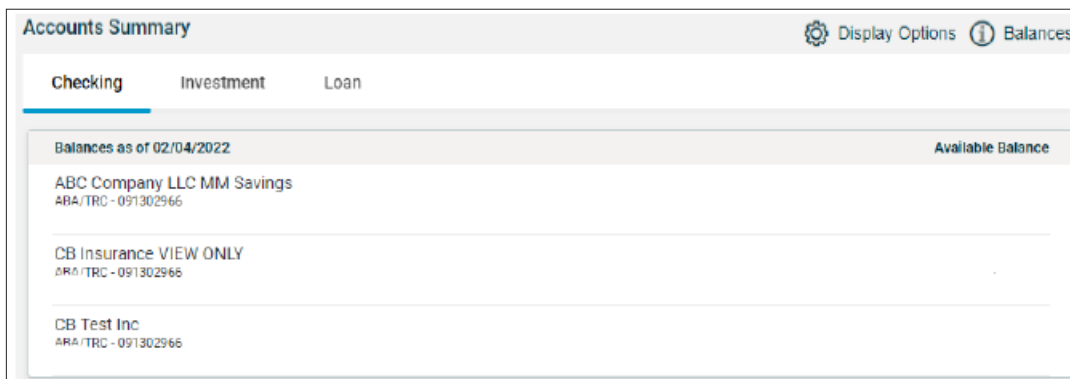 Accounts Summary
Display Options Balances
Checking Investment Loan
Balances as of 02/04/2022 Available Balance
ABC Company LLC MM Savings
ABA/TRC - 091302966
CB Insurance VIEW ONLY
ABA/TRC - 091302966
CB Test Inc
ABA/TRC - 091302966